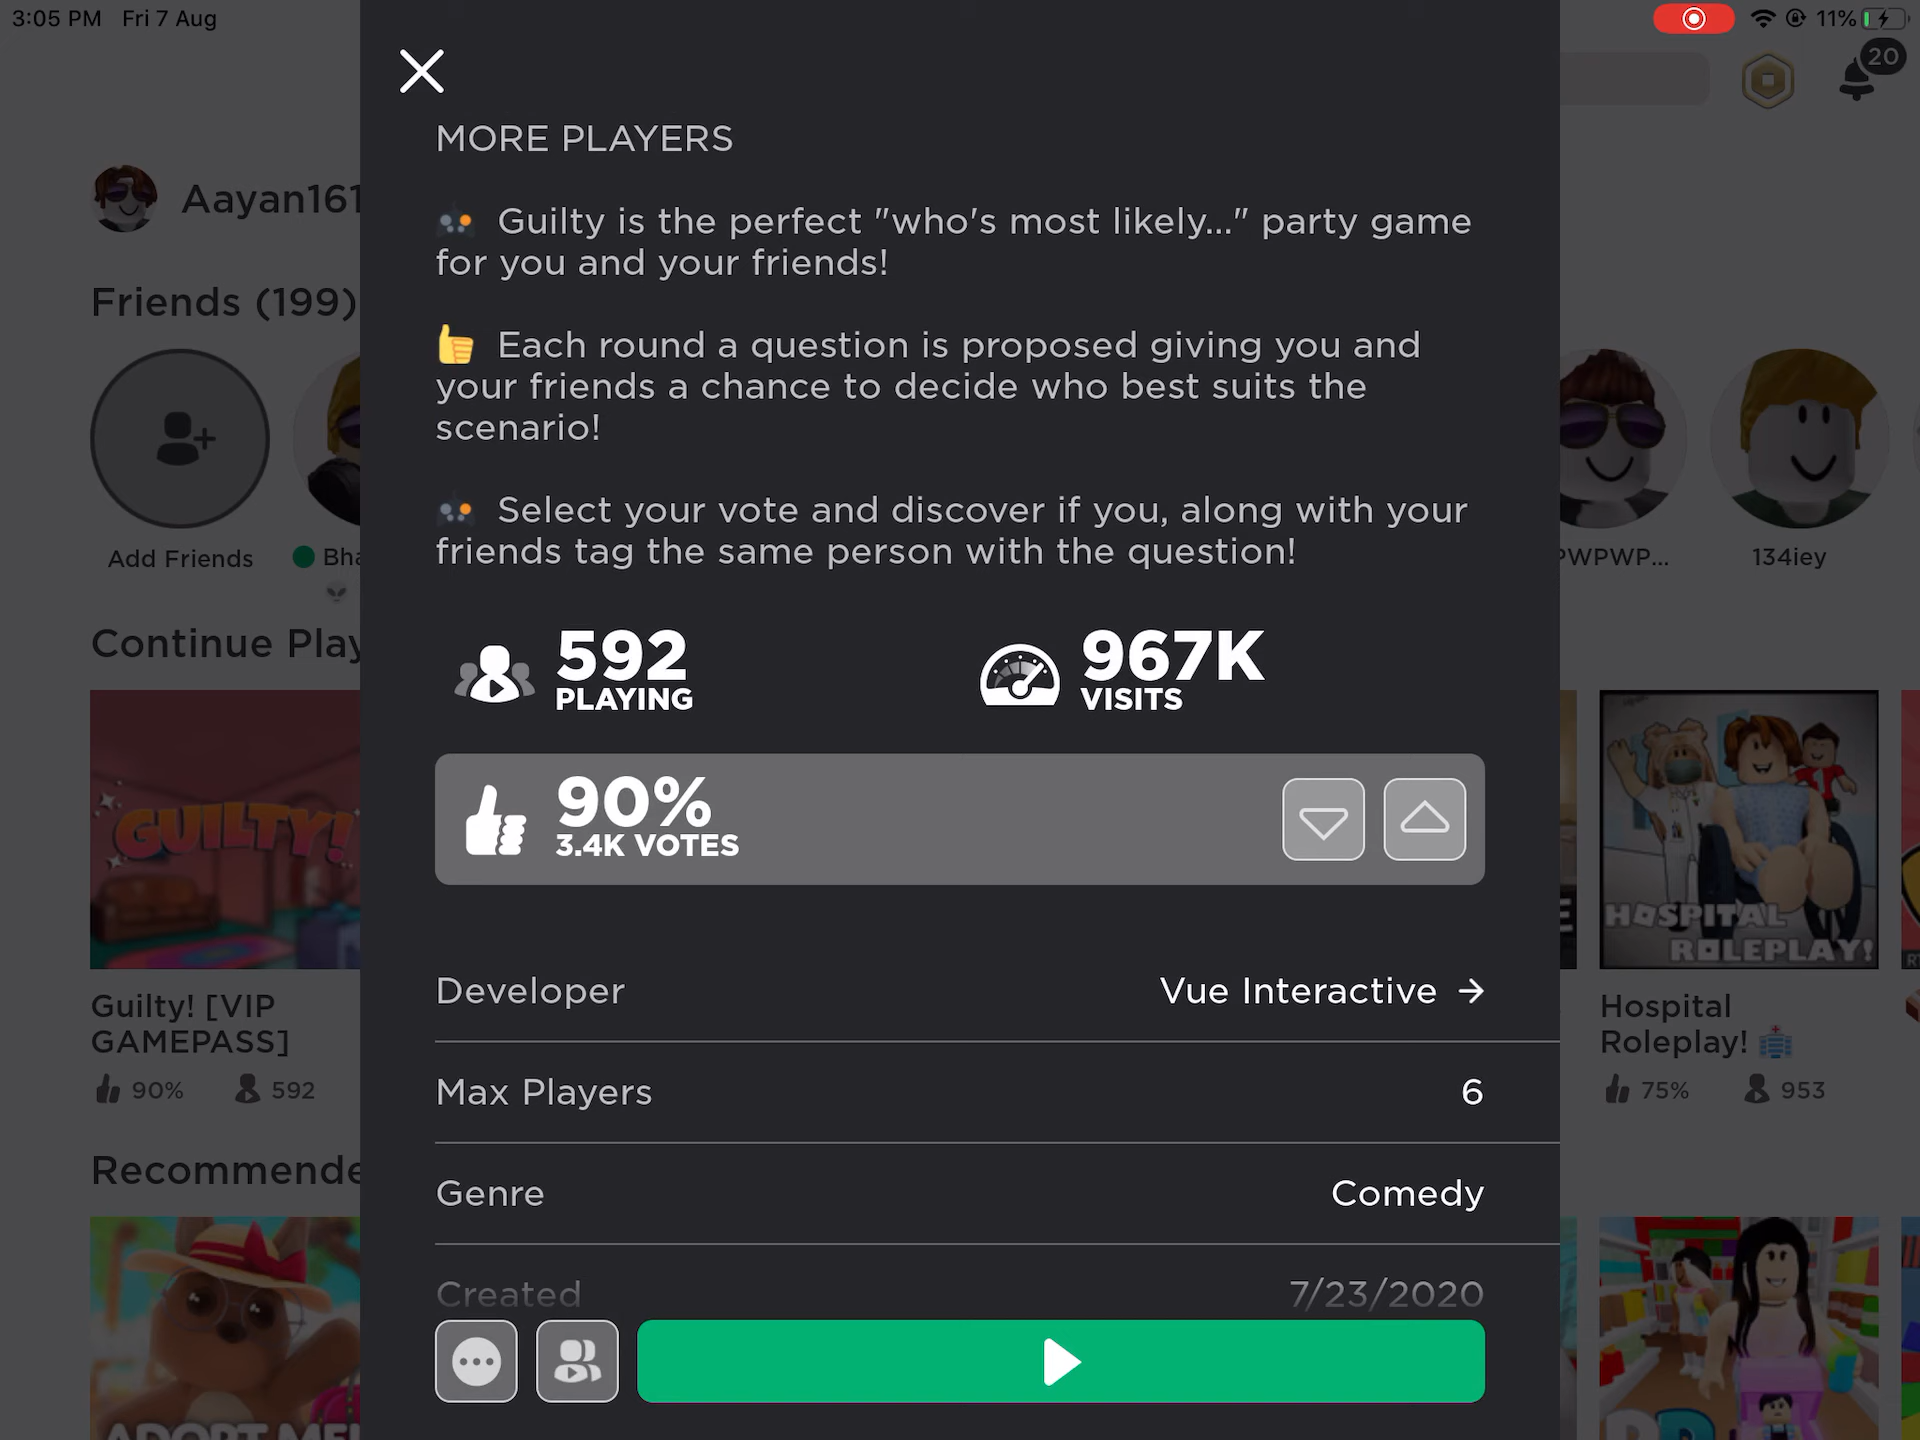 3:05 PM Fri 7 Aug
11%
20
MORE PLAYERS
Guilty is the perfect "who's most likely..." party game
for you and your friends!
Each round a question is proposed giving you and
your friends a chance to decide who best suits the
scenario!
Select your vote and discover if you, along with your
friends tag the same person with the question!
592
PLAYING
967K
VISITS
90%
3.4K VOTES
Developer Vue Interactive →
Max Players 6
Genre Comedy
Created 7/23/2020
Aayan161
Friends (199)
Add Friends
Bha
PWPWP...
134iey
Continue Play
GUILTY!
Guilty! [VIP
GAMEPASS]
90% 592
HOSPITAL
ROLEPLAY!
Hospital
Roleplay!
75% 953
Recommende
ADOPT ME!